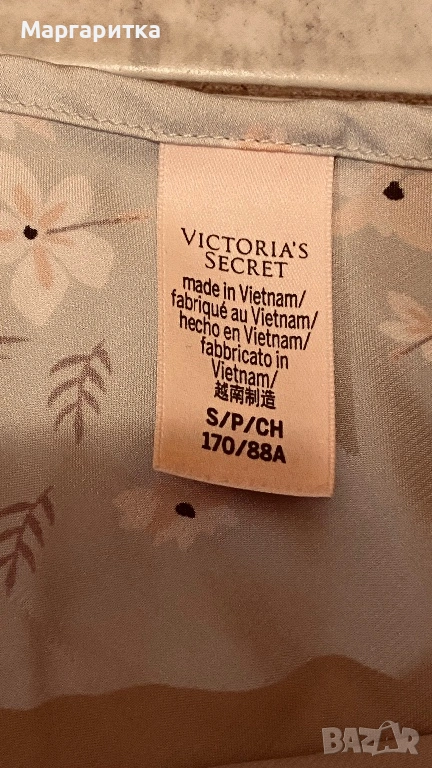 Маргаритка
VICTORIA'S
SECRET
made in Vietnam/
fabriqué au Vietnam/
hecho en Vietnam/
fabbricato in
Vietnam/
越南制造
S/P/CH
170/88A
BAZAR